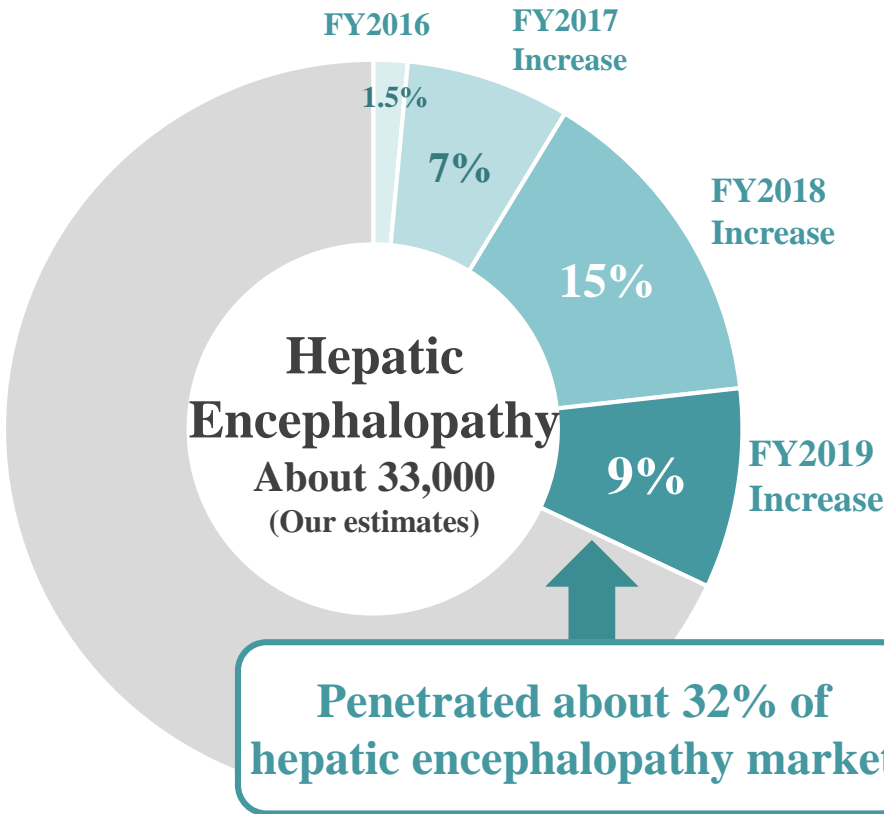 FY2016
FY2017
Increase
1.5%
7%
FY2018
Increase
15%
Hepatic
Encephalopathy
About 33,000
(Our estimates)
9%
FY2019
Increase
Penetrated about 32% of
hepatic encephalopathy market